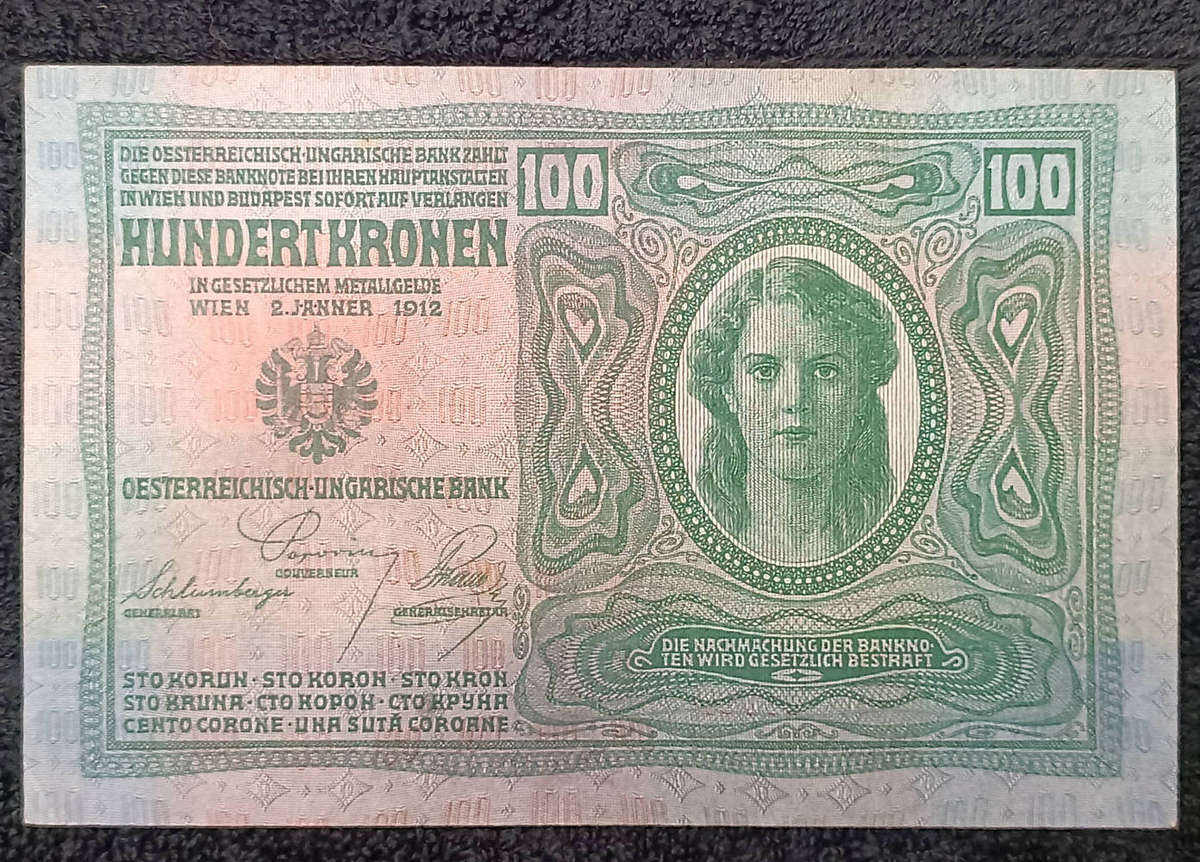 DIE OESTERREICHISCH-UNGARISCHE BANK ZAHLT
GEGEN DIESE BANKNOTE BEI IHREN HAUPTANSTALTEN
IN WIEN UND BUDAPEST SOFORT AUF VERLANGEN
HUNDERT KRONEN
IN GESETZLICHEM METALLGELDE
WIEN 2. JÄNNER 1912
OESTERREICHISCH-UNGARISCHE BANK
Popovics
GOUVERNEUR
Schlumberger
GENERALRAT
GENERALSEKRETÄR
STO KORUN · STO KORON · STO KRON
STO KRUNA · СТО КОРОН · СТО КРУНА
CENTO CORONE · UNA SUTĂ COROANE
100
100
DIE NACHMACHUNG DER BANKNO-
TEN WIRD GESETZLICH BESTRAFT